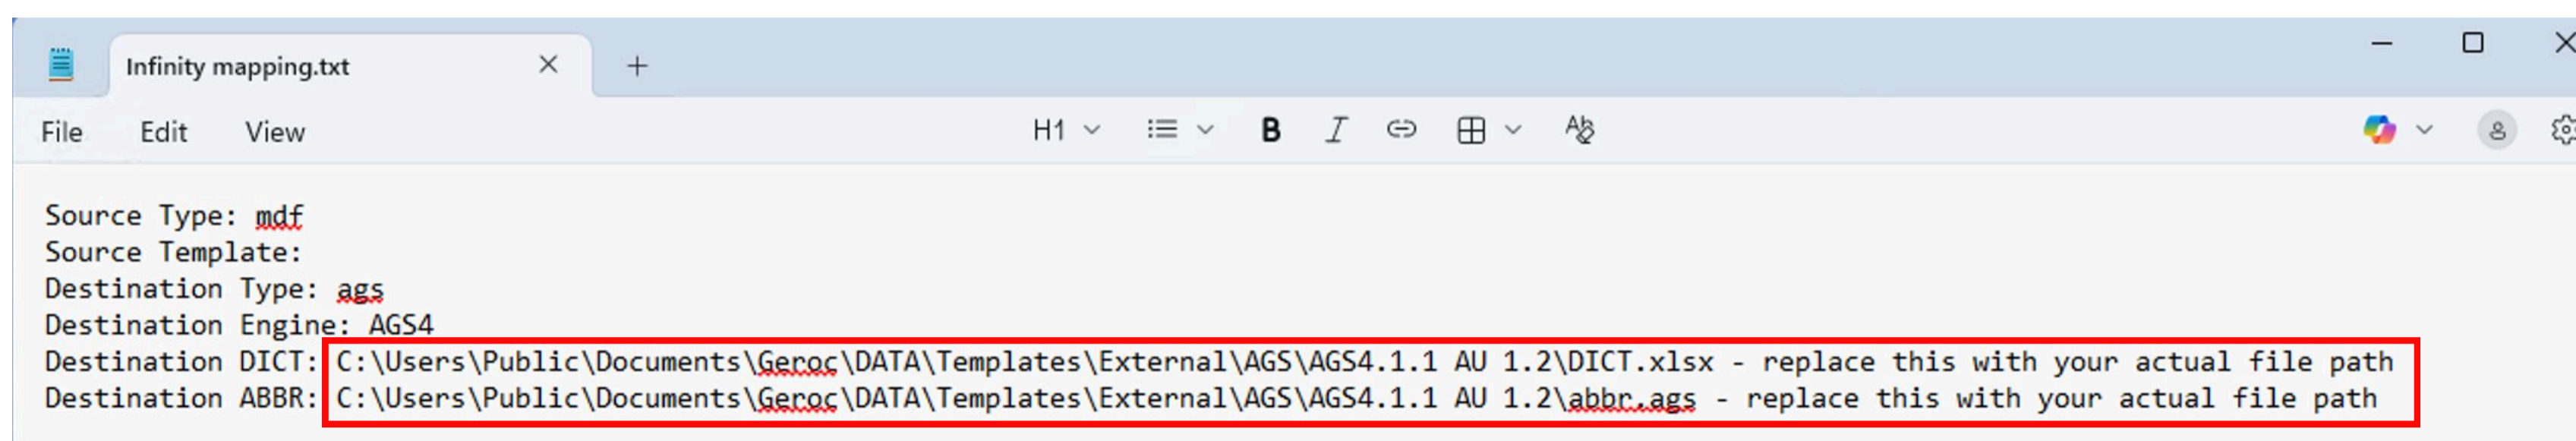 Infinity mapping.txt
File Edit View H1 B I
Source Type: mdf
Source Template:
Destination Type: ags
Destination Engine: AGS4
Destination DICT: C:\Users\Public\Documents\Geroc\DATA\Templates\External\AGS\AGS4.1.1 AU 1.2\DICT.xlsx - replace this with your actual file path
Destination ABBR: C:\Users\Public\Documents\Geroc\DATA\Templates\External\AGS\AGS4.1.1 AU 1.2\abbr.ags - replace this with your actual file path